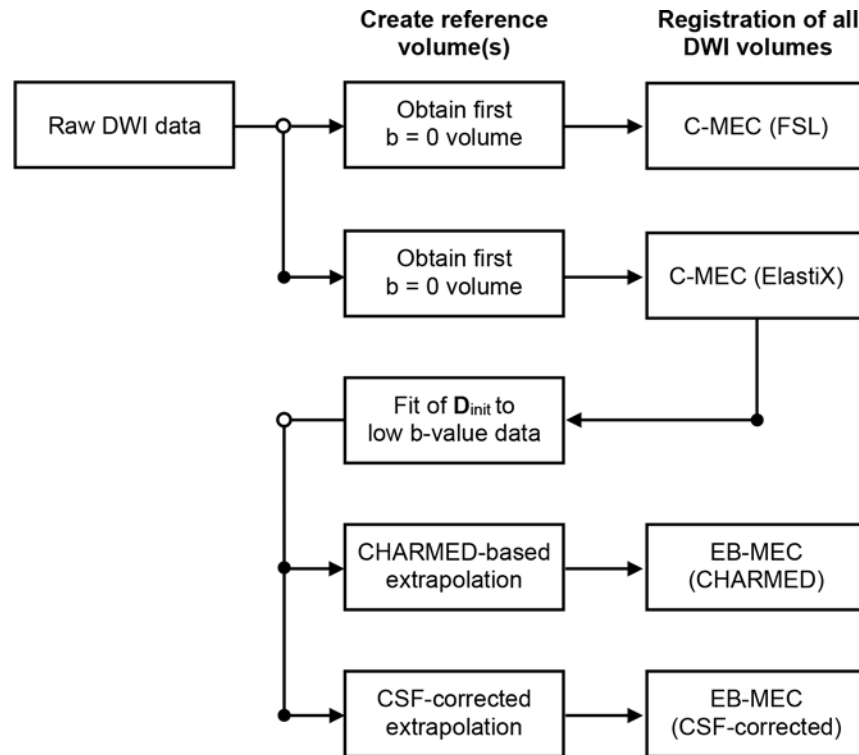 Create reference
volume(s)
Registration of all
DWI volumes
Raw DWI data
Obtain first
b = 0 volume
C-MEC (FSL)
Obtain first
b = 0 volume
C-MEC (ElastiX)
Fit of Dinit to
low b-value data
CHARMED-based
extrapolation
EB-MEC
(CHARMED)
CSF-corrected
extrapolation
EB-MEC
(CSF-corrected)